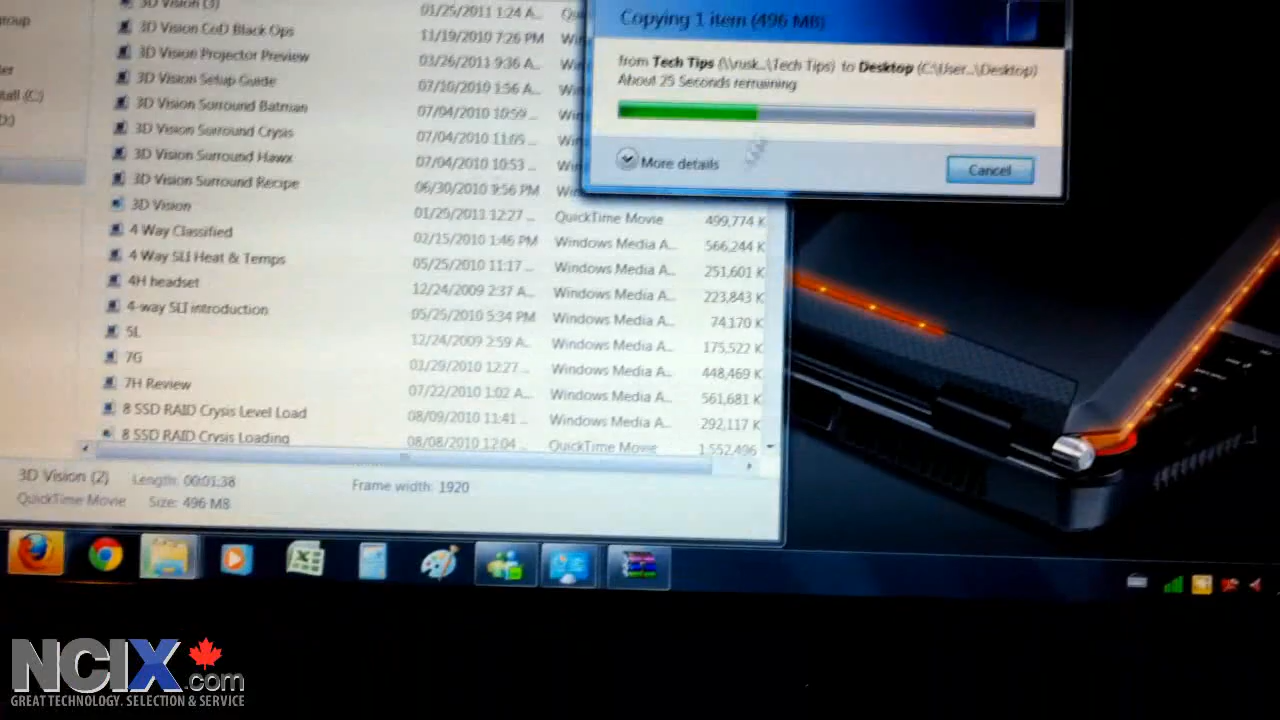 3D Vision (3) 01/25/2011 1:24 A...
3D Vision CoD Black Ops 11/19/2010 7:26 PM
3D Vision Projector Preview 03/26/2011 9:36 A...
3D Vision Setup Guide 07/10/2010 1:56 A...
3D Vision Surround Batman 07/04/2010 10:59 ...
3D Vision Surround Crysis 07/04/2010 11:05 ...
3D Vision Surround Hawx 07/04/2010 10:53 ...
3D Vision Surround Recipe 06/30/2010 9:56 PM
3D Vision 01/25/2011 12:27 ... QuickTime Movie 499,774 K
4 Way Classified 02/15/2010 1:46 PM Windows Media A... 566,244 K
4 Way SLI Heat & Temps 05/25/2010 11:17 ... Windows Media A... 251,601 K
4H headset 12/24/2009 2:37 A... Windows Media A... 223,843 K
4-way SLI introduction 05/25/2010 5:34 PM Windows Media A... 74,170 K
5L 12/24/2009 2:59 A... Windows Media A... 175,522 K
7G 01/29/2010 12:27 ... Windows Media A... 448,469 K
7H Review 07/22/2010 1:02 A... Windows Media A... 561,681 K
8 SSD RAID Crysis Level Load 08/09/2010 11:41 ... Windows Media A... 292,117 K
8 SSD RAID Crysis Loading 08/08/2010 12:04 ... QuickTime Movie 1,552,496
3D Vision (2) Length: 00:01:38 Frame width: 1920
QuickTime Movie Size: 496 MB
Copying 1 item (496 MB)
from Tech Tips (\\rusk...\Tech Tips) to Desktop (C:\User...\Desktop)
About 25 Seconds remaining
More details Cancel
NCIX.com
GREAT TECHNOLOGY. SELECTION & SERVICE